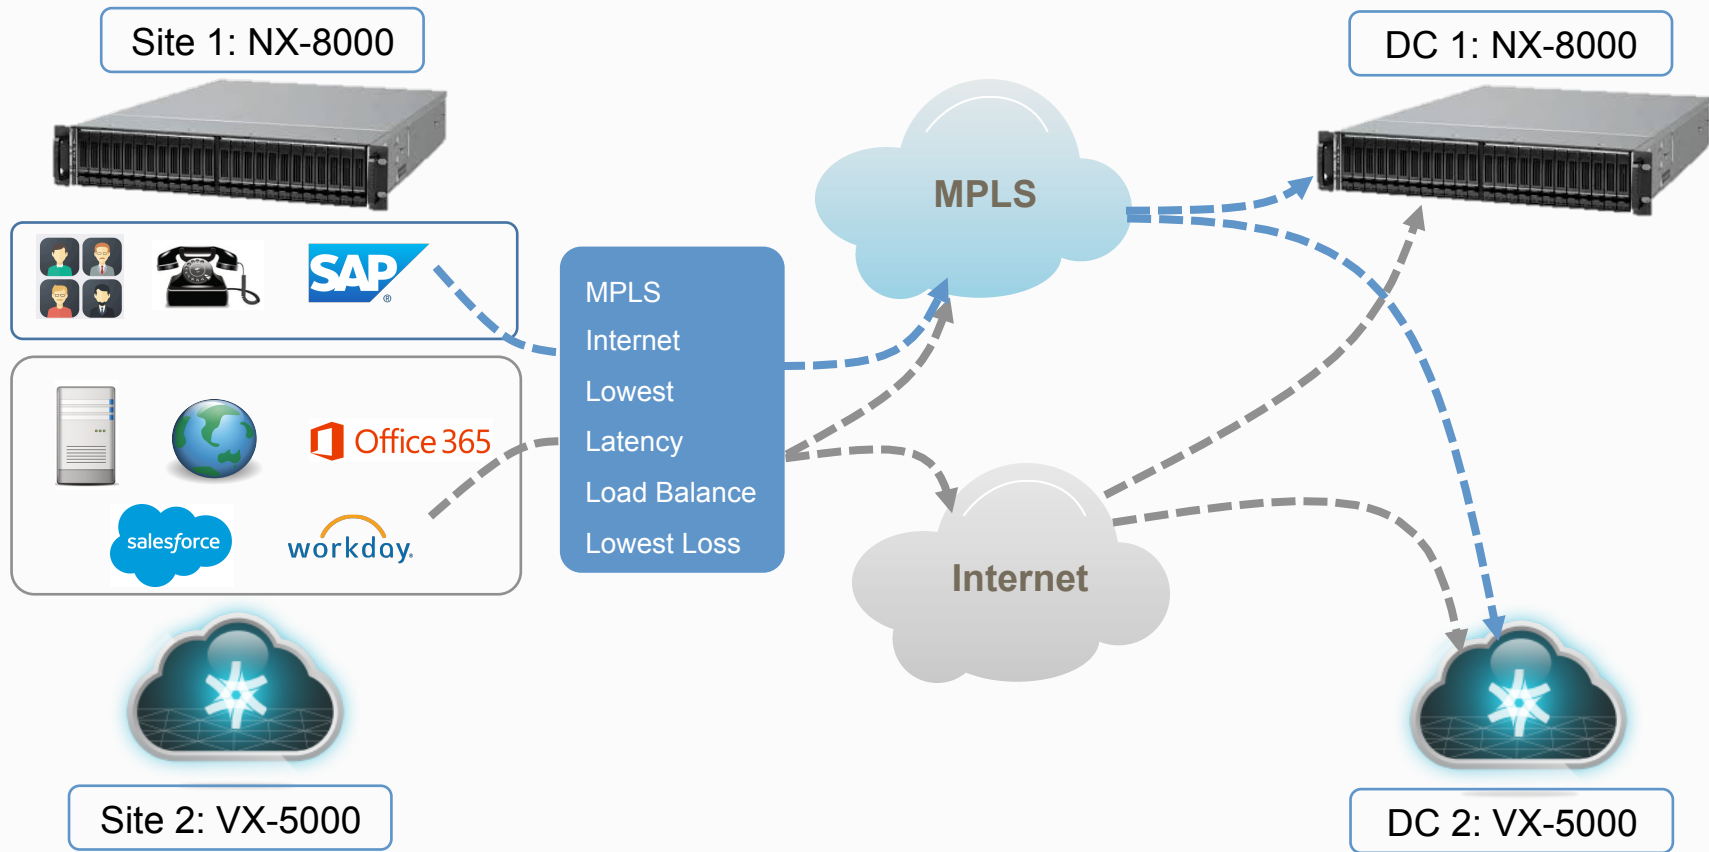 Site 1: NX-8000
DC 1: NX-8000
MPLS
SAP
®
MPLS
Internet
Lowest
Latency
Load Balance
Lowest Loss
Office 365
salesforce
workday.
Internet
Site 2: VX-5000
DC 2: VX-5000